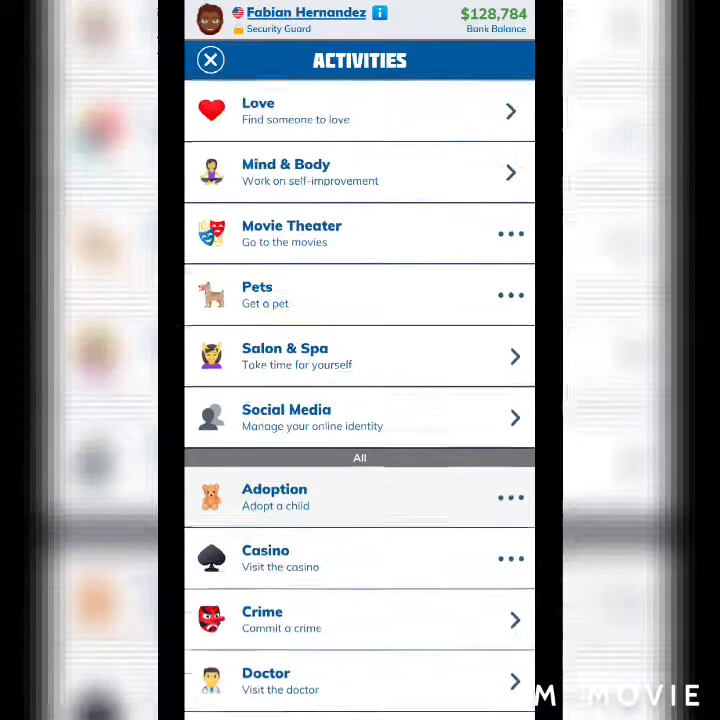 Fabian Hernandez
$128,784
Security Guard
Bank Balance
ACTIVITIES
Love
Find someone to love
Mind & Body
Work on self-improvement
Movie Theater
Go to the movies
Pets
Get a pet
Salon & Spa
Take time for yourself
Social Media
Manage your online identity
All
Adoption
Adopt a child
Casino
Visit the casino
Crime
Commit a crime
Doctor
Visit the doctor
M MOVIE